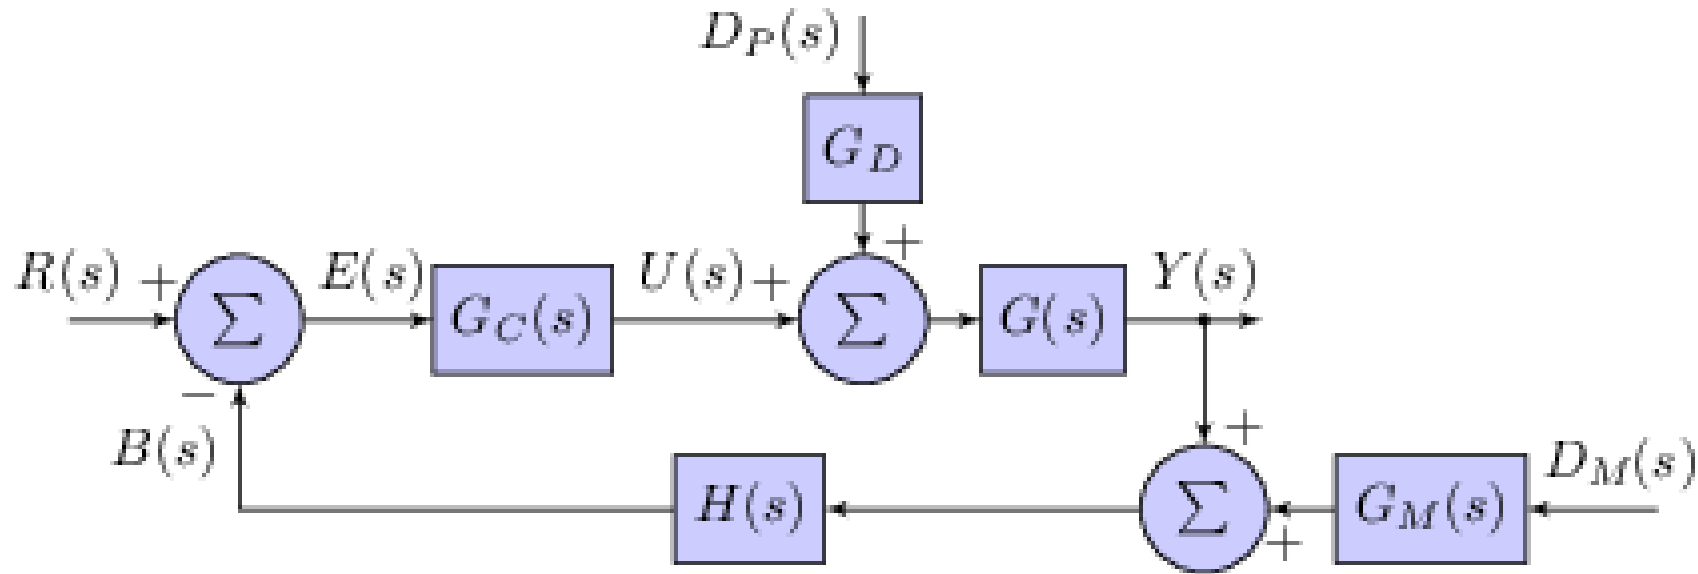 D_P(s)
G_D
+
R(s) + ∑ E(s) G_C(s) U(s) + ∑ G(s) Y(s)
−
+
B(s) H(s) ∑ G_M(s) D_M(s)
+